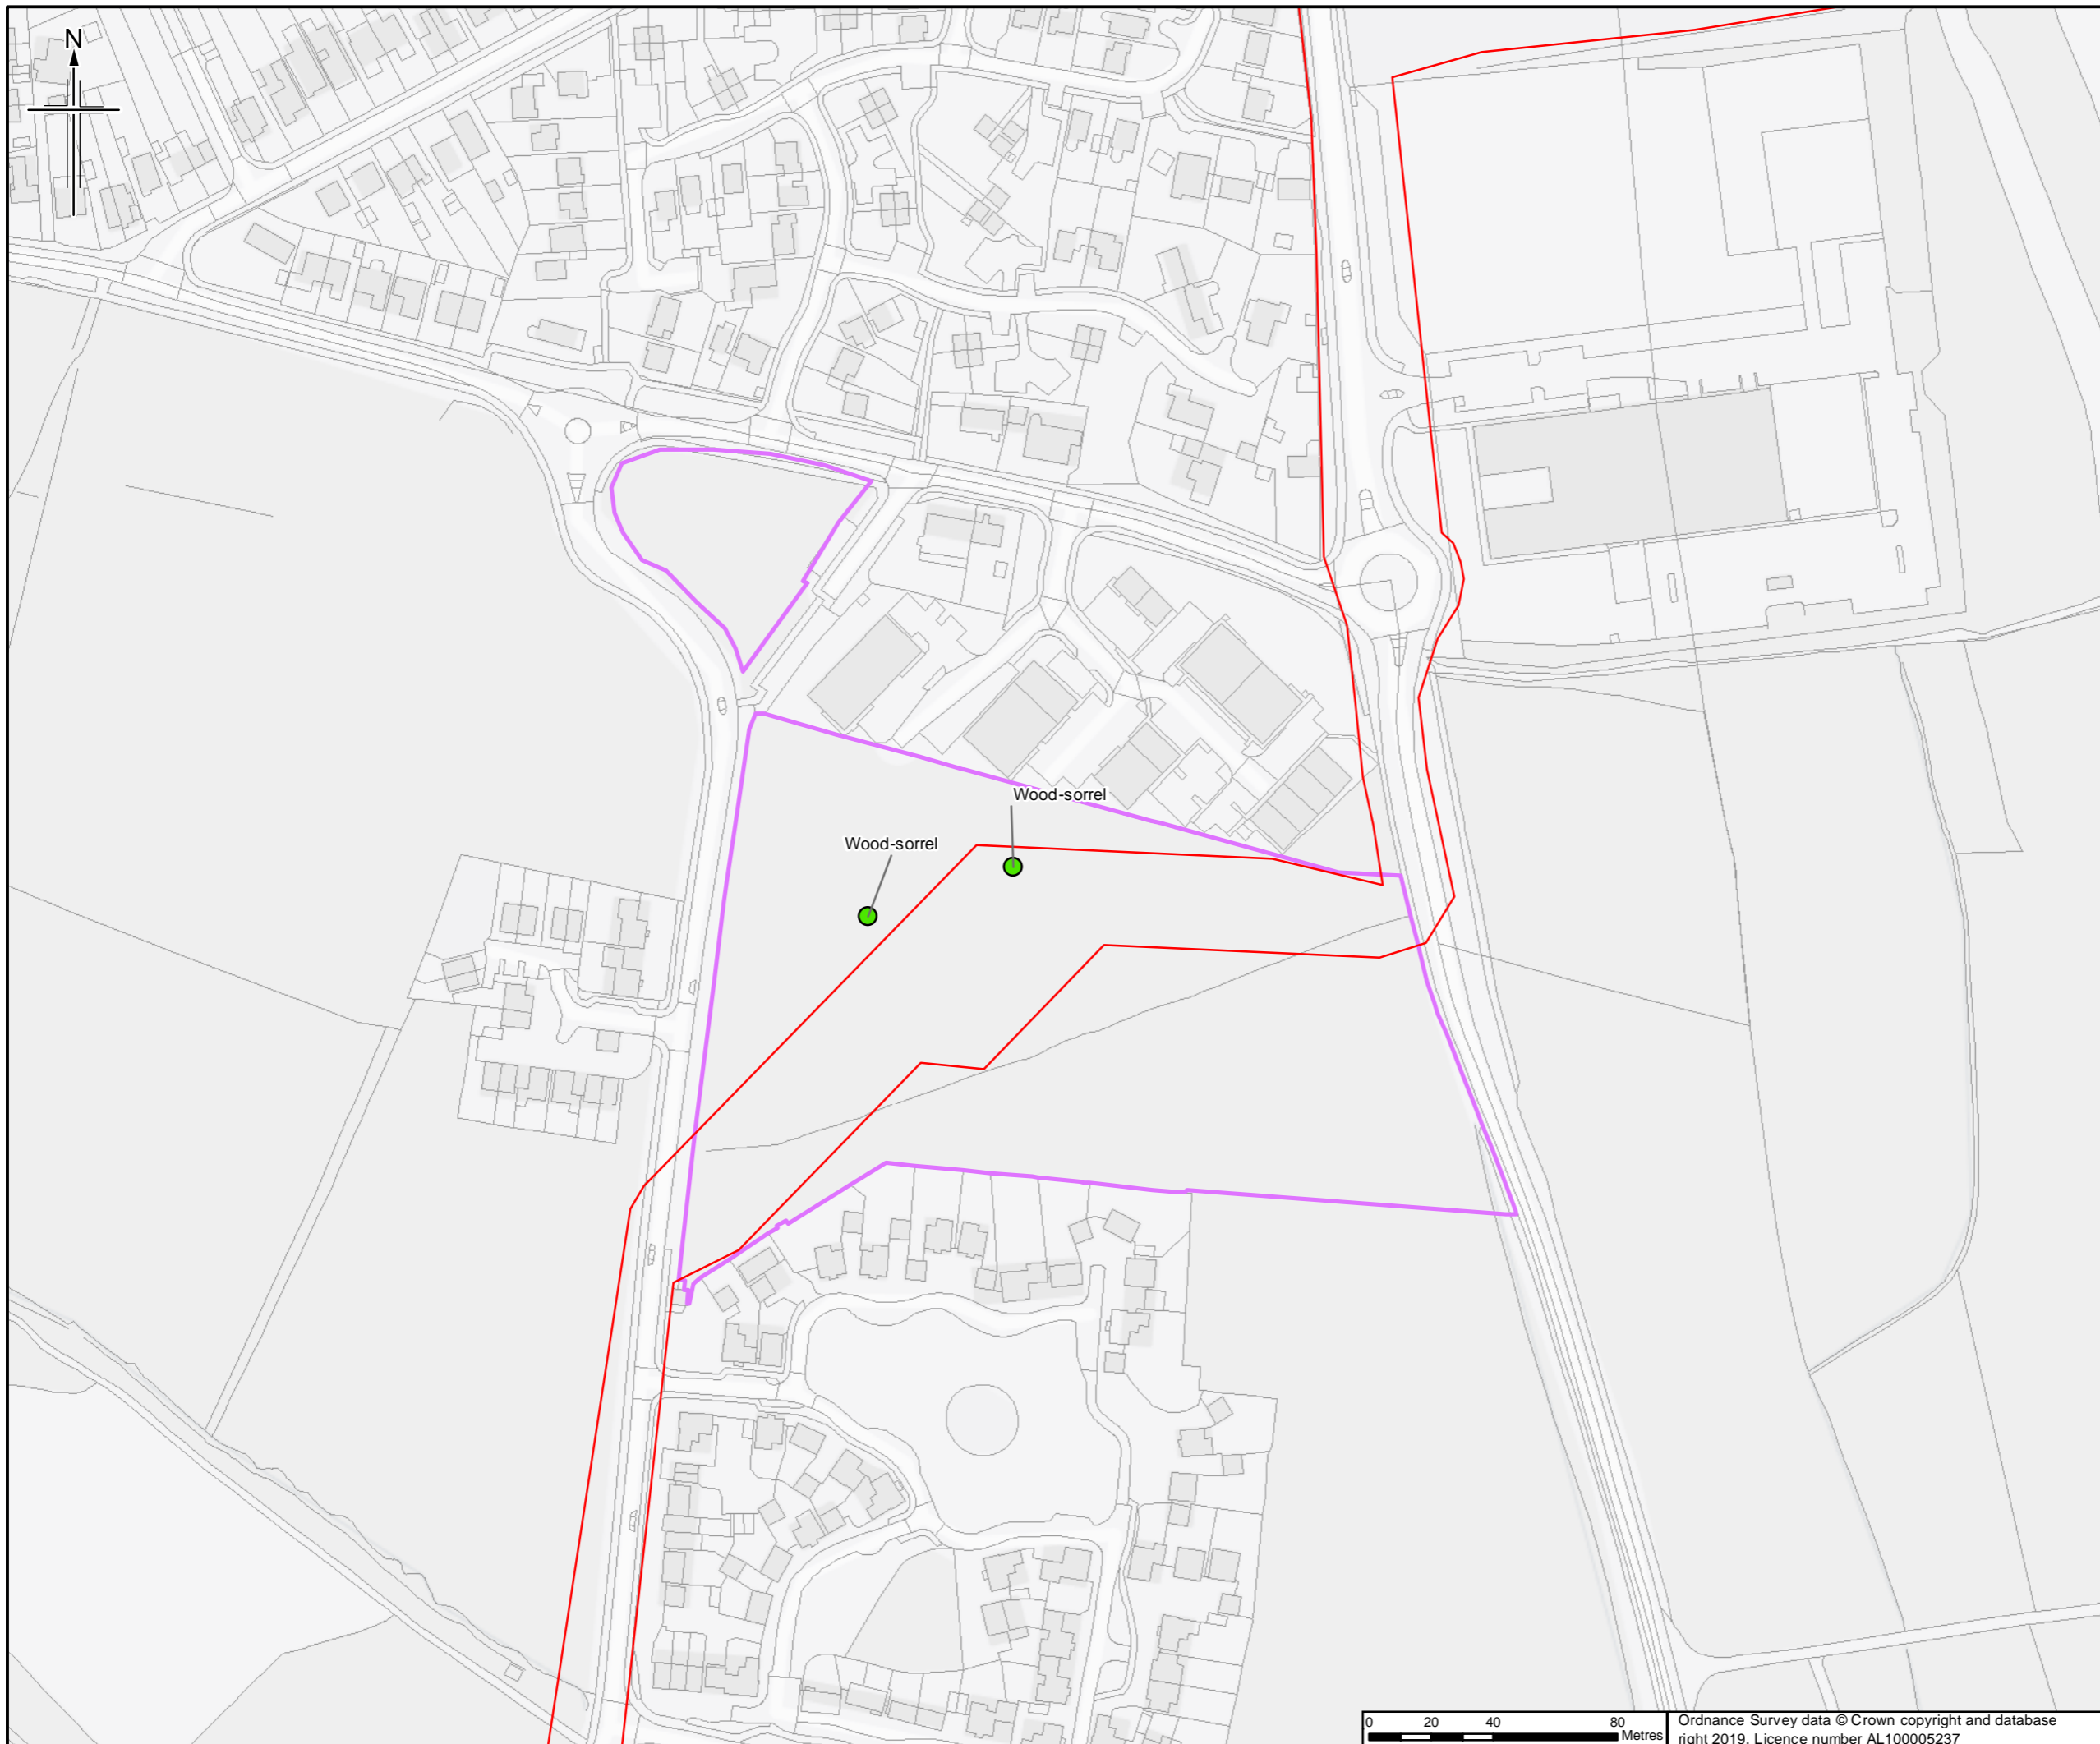 N
Wood-sorrel
Wood-sorrel
0 20 40 80
Metres
Ordnance Survey data © Crown copyright and database
right 2019. Licence number AL100005237